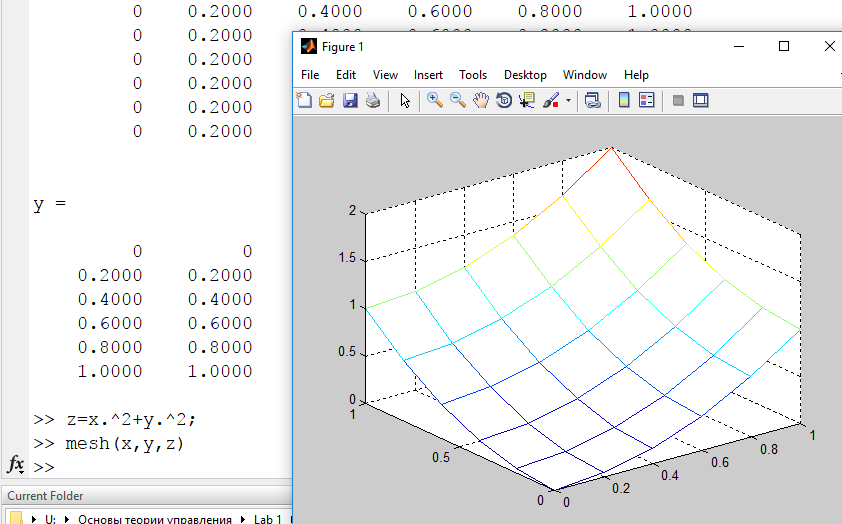 0 0.2000 0.4000 0.6000 0.8000 1.0000
0 0.2000
0 0.2000
0 0.2000
0 0.2000
0 0.2000
y =
0 0
0.2000 0.2000
0.4000 0.4000
0.6000 0.6000
0.8000 0.8000
1.0000 1.0000
>> z=x.^2+y.^2;
>> mesh(x,y,z)
fx >>
Current Folder
U: Основы теории управления Lab 1
Figure 1
File Edit View Insert Tools Desktop Window Help
2
1.5
1
0.5
0
1
0.5
0
0
0.2
0.4
0.6
0.8
1